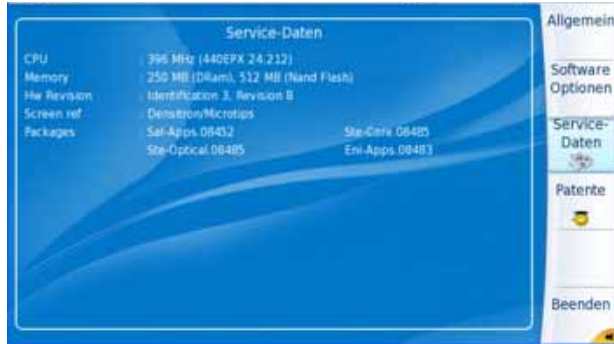 Service-Daten
CPU : 396 MHz (440EPX 24.212)
Memory : 250 MB (DRam), 512 MB (Nand Flash)
Hw Revision : Identification 3, Revision B
Screen ref : Densitron/Microtips
Packages : Sal-Apps.08452 Ste-Core.08485
Ste-Optical.08485 Eni-Apps.08483
Allgemein
Software
Optionen
Service-
Daten
Patente
Beenden